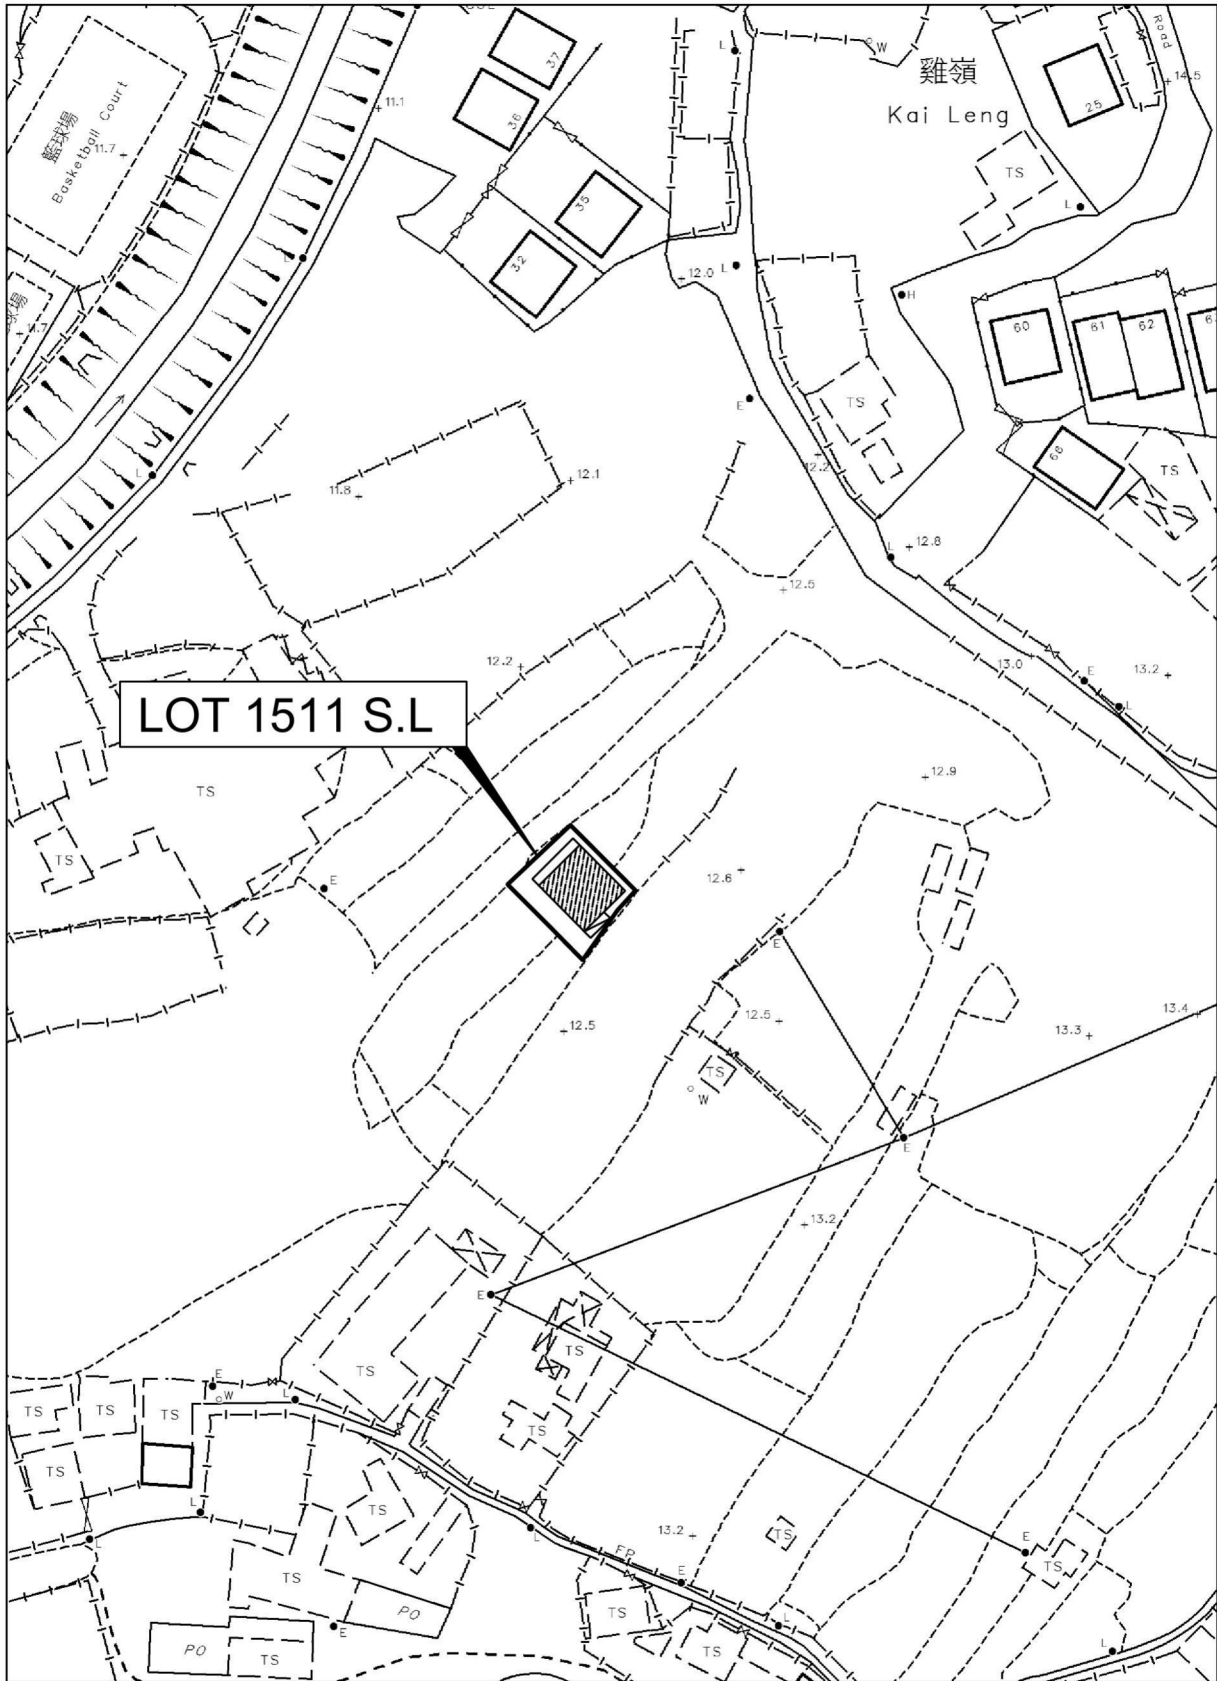 37
36
35
32
L
W
雞嶺
Kai Leng
Road
25
14.5
11.1
籃球場
Basketball Court
11.7
TS
L
L
L
12.0
H
11.7
60
61
62
E
TS
68
TS
12.2
L
11.8
12.1
L
12.8
12.5
12.2
13.0
E
13.2
L
LOT 1511 S.L
TS
12.9
TS
E
12.6
E
12.5
12.5
13.3
13.4
TS
W
E
13.2
E
TS
TS
E
W
L
TS
TS
TS
TS
TS
TS
L
L
L
13.2
TS
E
TS
FP
E
TS
PO
TS
L
L
PO
E
TS
TS